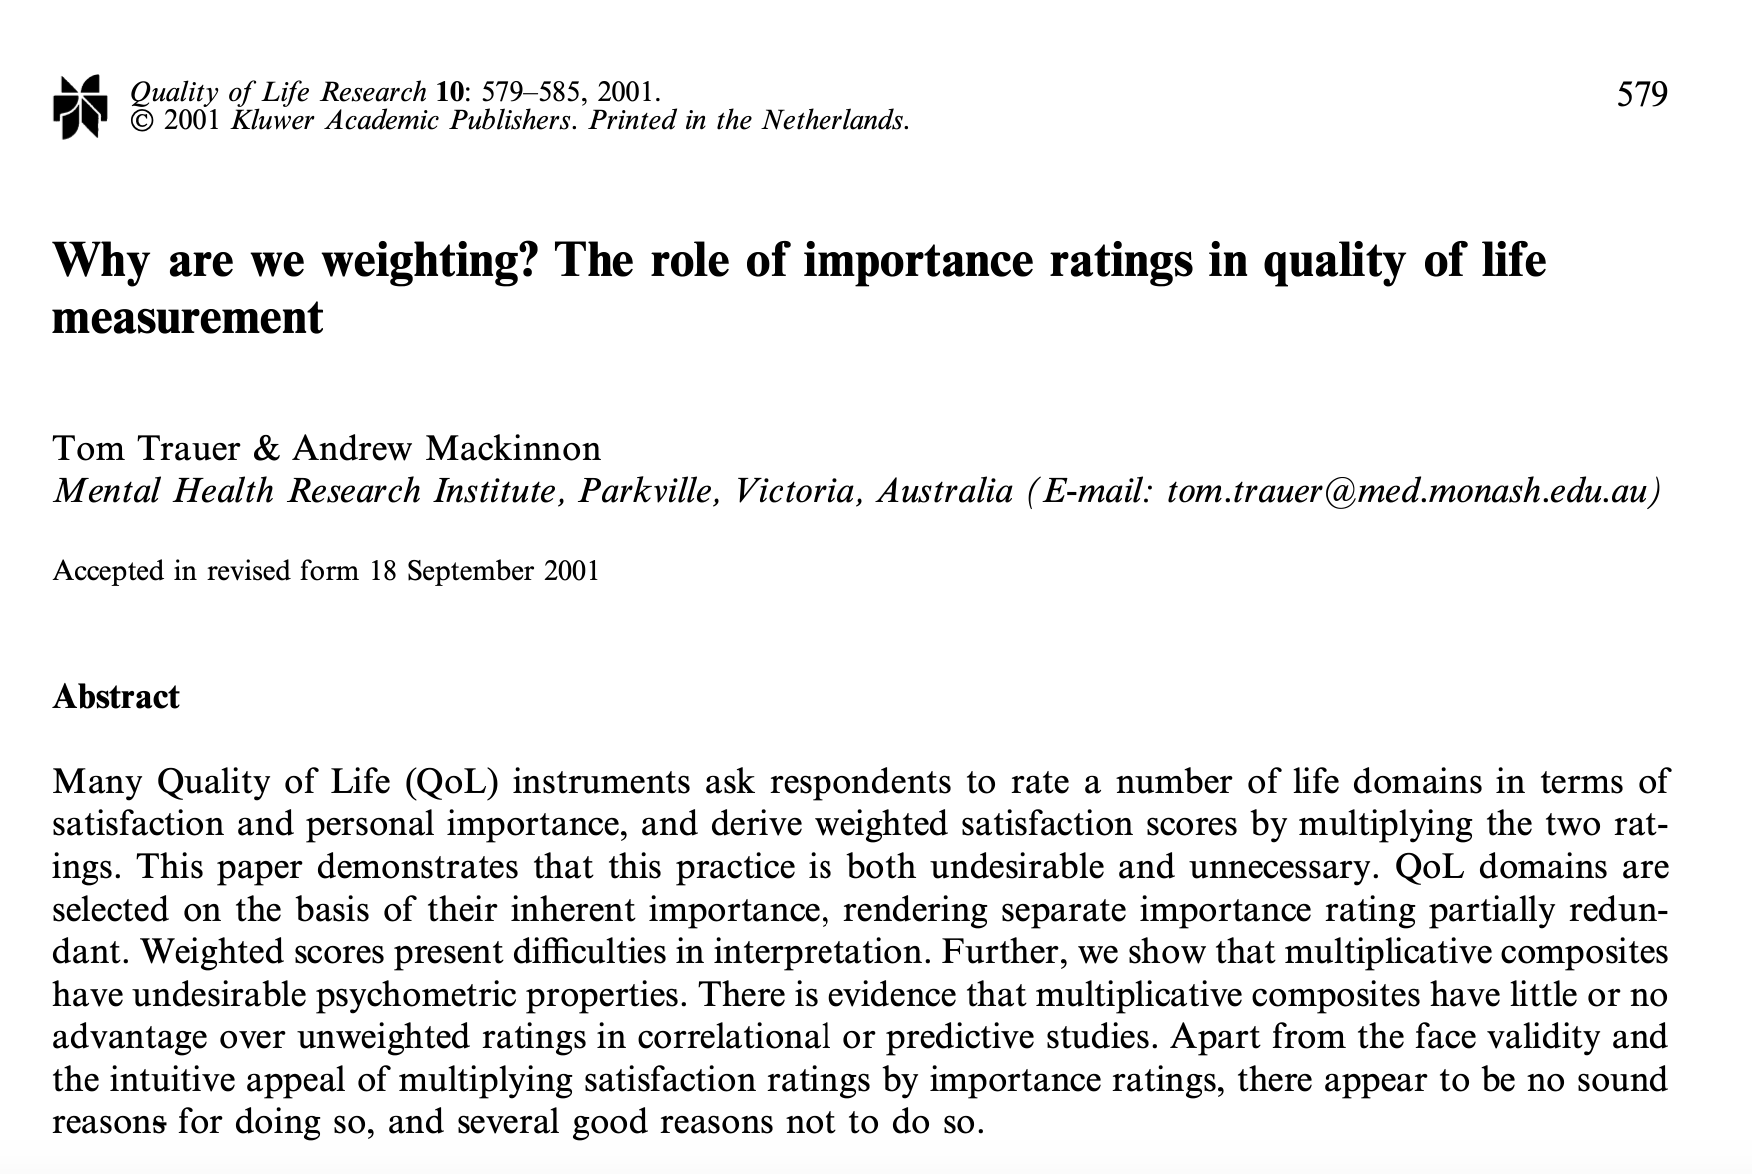 Quality of Life Research 10: 579–585, 2001.
579
© 2001 Kluwer Academic Publishers. Printed in the Netherlands.
Why are we weighting? The role of importance ratings in quality of life
measurement
Tom Trauer & Andrew Mackinnon
Mental Health Research Institute, Parkville, Victoria, Australia (E-mail: tom.trauer@med.monash.edu.au)
Accepted in revised form 18 September 2001
Abstract
Many Quality of Life (QoL) instruments ask respondents to rate a number of life domains in terms of
satisfaction and personal importance, and derive weighted satisfaction scores by multiplying the two rat-
ings. This paper demonstrates that this practice is both undesirable and unnecessary. QoL domains are
selected on the basis of their inherent importance, rendering separate importance rating partially redun-
dant. Weighted scores present difficulties in interpretation. Further, we show that multiplicative composites
have undesirable psychometric properties. There is evidence that multiplicative composites have little or no
advantage over unweighted ratings in correlational or predictive studies. Apart from the face validity and
the intuitive appeal of multiplying satisfaction ratings by importance ratings, there appear to be no sound
reasons for doing so, and several good reasons not to do so.